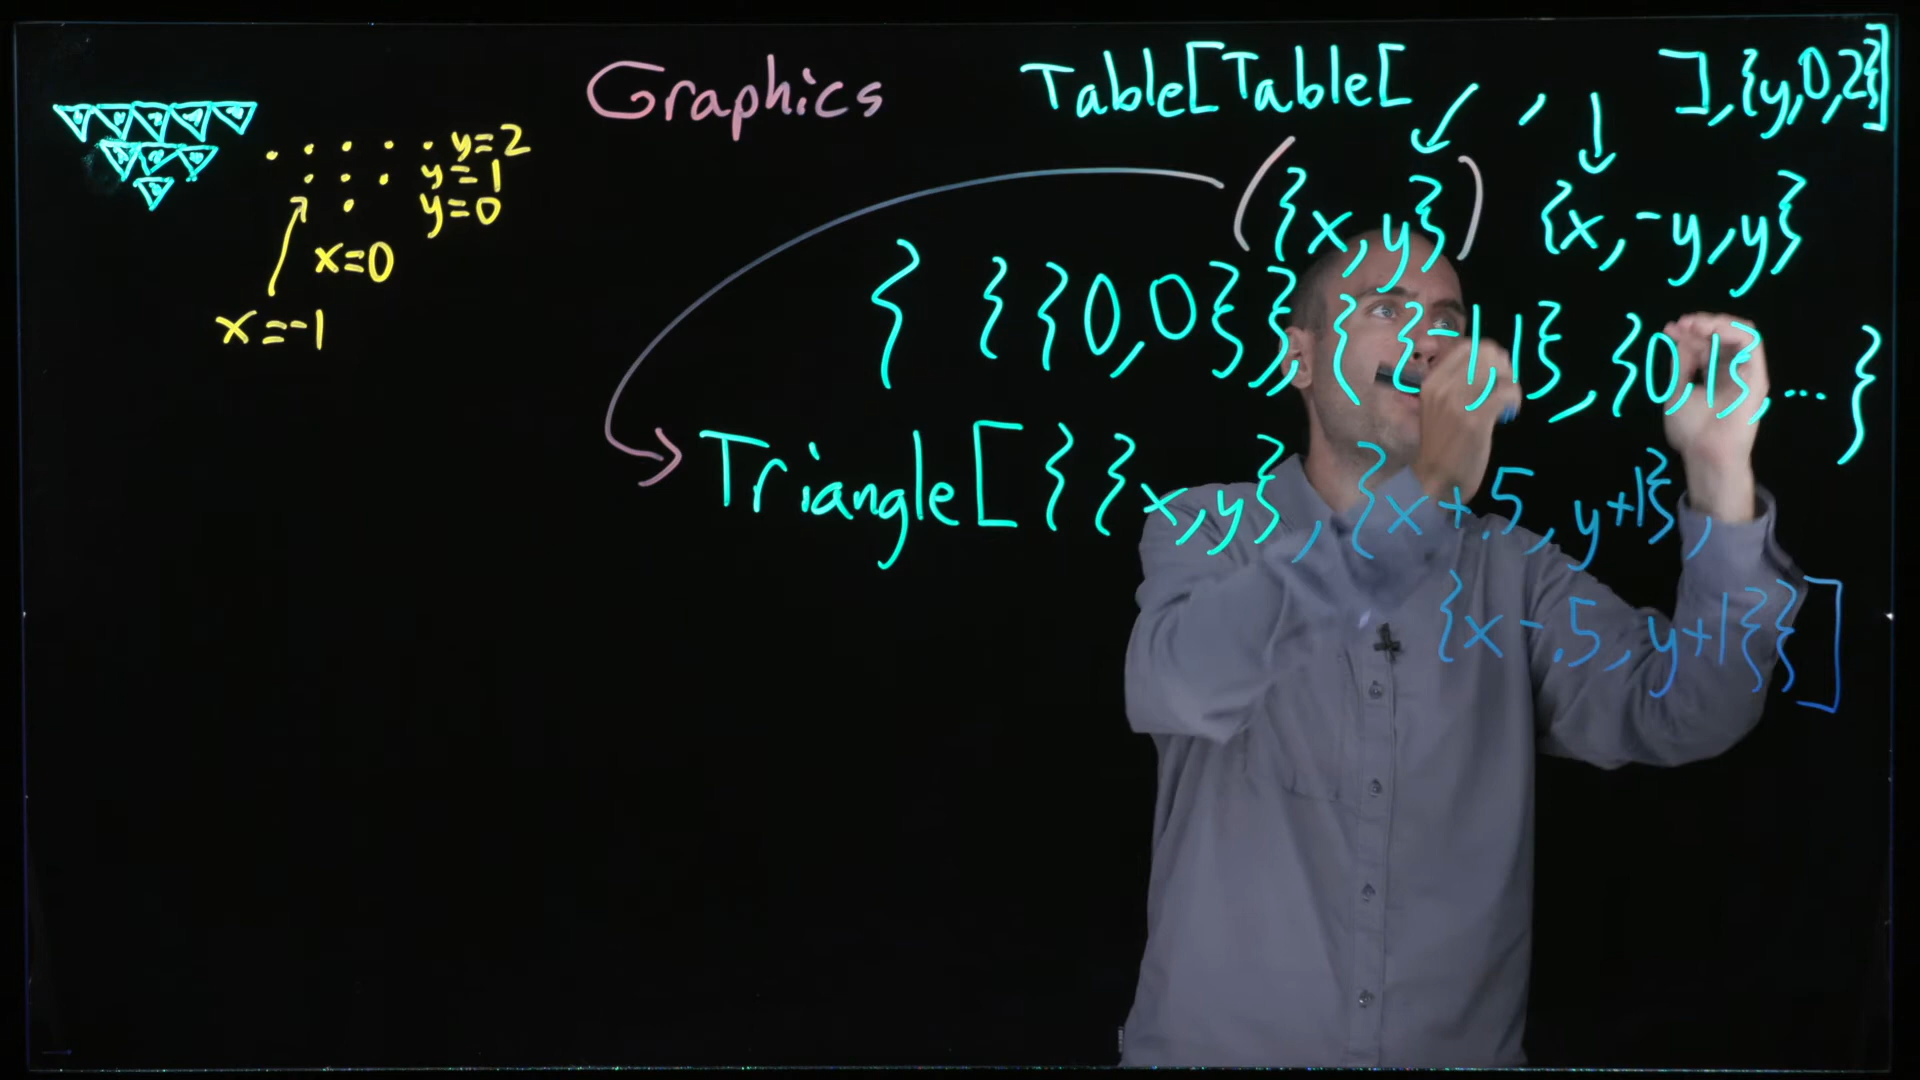 Graphics
Table[Table[ , ],{y,0,2}]
y=2
y=1
y=0
x=0
x=-1
({x,y}) {x,-y,y}
{ {{0,0}},{{-1,1},{0,1},...}
Triangle[{{x,y},{x+.5,y+1},
{x-.5,y+1}}]